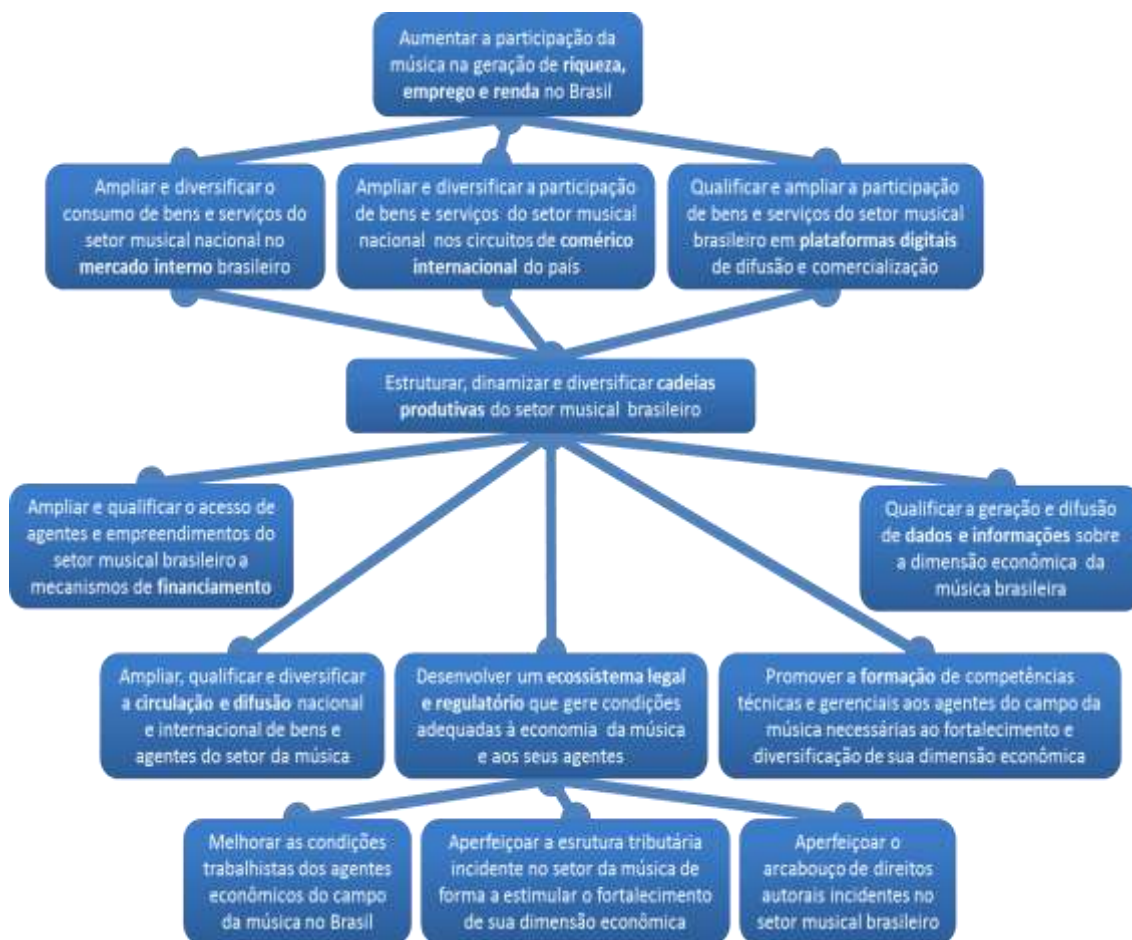 Aumentar a participação da
música na geração de riqueza,
emprego e renda no Brasil
Ampliar e diversificar o
consumo de bens e serviços do
setor musical nacional no
mercado interno brasileiro
Ampliar e diversificar a participação
de bens e serviços do setor musical
nacional nos circuitos de comérico
internacional do país
Qualificar e ampliar a participação
de bens e serviços do setor musical
brasileiro em plataformas digitais
de difusão e comercialização
Estruturar, dinamizar e diversificar cadeias
produtivas do setor musical brasileiro
Ampliar e qualificar o acesso de
agentes e empreendimentos do
setor musical brasileiro a
mecanismos de financiamento
Qualificar a geração e difusão
de dados e informações sobre
a dimensão econômica da
música brasileira
Ampliar, qualificar e diversificar
a circulação e difusão nacional
e internacional de bens e
agentes do setor da música
Desenvolver um ecossistema legal
e regulatório que gere condições
adequadas à economia da música
e aos seus agentes
Promover a formação de competências
técnicas e gerenciais aos agentes do campo da
música necessárias ao fortalecimento e
diversificação de sua dimensão econômica
Melhorar as condições
trabalhistas dos agentes
econômicos do campo
da música no Brasil
Aperfeiçoar a esrutura tributária
incidente no setor da música de
forma a estimular o fortalecimento
de sua dimensão econômica
Aperfeiçoar o
arcabouço de direitos
autorais incidentes no
setor musical brasileiro